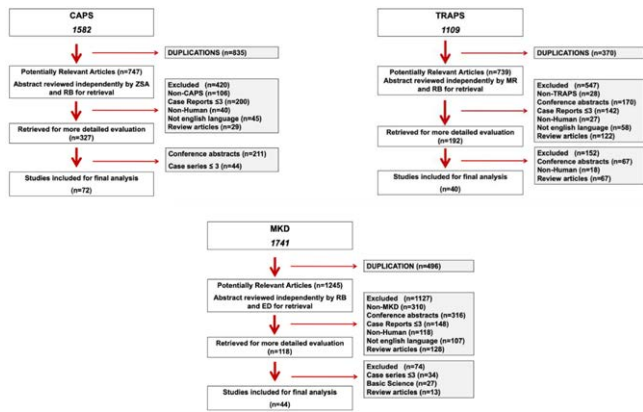 CAPS
1582
DUPLICATIONS (n=835)
Potentially Relevant Articles (n=747)
Abstract reviewed independently by ZSA
and RB for retrieval
Excluded (n=420)
Non-CAPS (n=106)
Case Reports ≤3 (n=200)
Non-Human (n=40)
Not english language (n=45)
Review articles (n=29)
Retrieved for more detailed evaluation
(n=327)
Conference abstracts (n=211)
Case series ≤ 3 (n=44)
Studies included for final analysis
(n=72)
TRAPS
1109
DUPLICATIONS (n=370)
Potentially Relevant Articles (n=739)
Abstract reviewed independently by MR
and RB for retrieval
Excluded (n=547)
Non-TRAPS (n=28)
Conference abstracts (n=170)
Case Reports ≤3 (n=142)
Non-Human (n=27)
Not english language (n=58)
Review articles (n=122)
Retrieved for more detailed evaluation
(n=192)
Excluded (n=152)
Conference abstracts (n=67)
Non-Human (n=18)
Review articles (n=67)
Studies included for final analysis
(n=40)
MKD
1741
DUPLICATION (n=496)
Potentially Relevant Articles (n=1245)
Abstract reviewed independently by RB
and ED for retrieval
Excluded (n=1127)
Non-MKD (n=310)
Conference abstracts (n=316)
Case Reports ≤3 (n=148)
Non-Human (n=118)
Not english language (n=107)
Review articles (n=128)
Retrieved for more detailed evaluation
(n=118)
Excluded (n=74)
Case series ≤3 (n=34)
Basic Science (n=27)
Review articles (n=13)
Studies included for final analysis
(n=44)